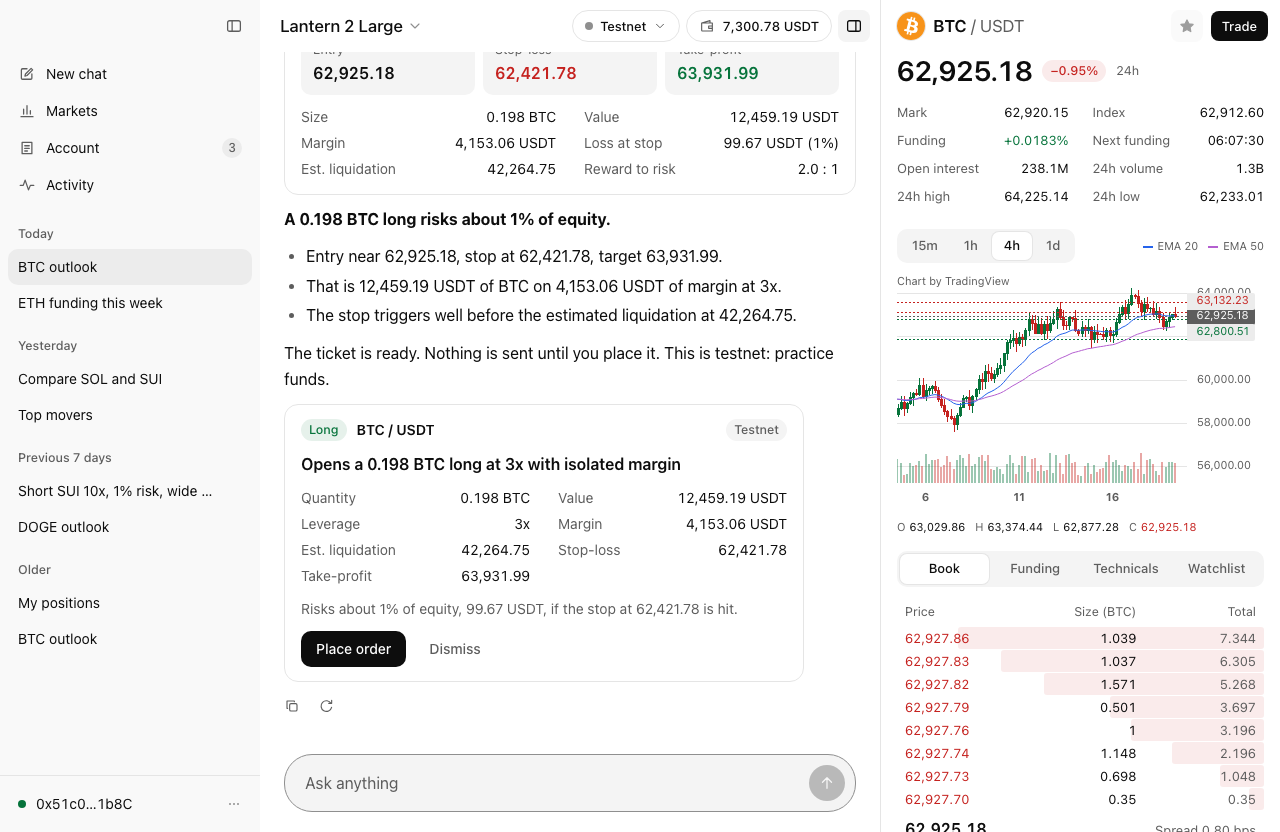 New chat
Markets
Account 3
Activity
Today
BTC outlook
ETH funding this week
Yesterday
Compare SOL and SUI
Top movers
Previous 7 days
Short SUI 10x, 1% risk, wide ...
DOGE outlook
Older
My positions
BTC outlook
0x51c0...1b8C
Lantern 2 Large
Testnet
7,300.78 USDT
Entry Stop-loss Take-profit
62,925.18 62,421.78 63,931.99
Size 0.198 BTC Value 12,459.19 USDT
Margin 4,153.06 USDT Loss at stop 99.67 USDT (1%)
Est. liquidation 42,264.75 Reward to risk 2.0 : 1
A 0.198 BTC long risks about 1% of equity.
• Entry near 62,925.18, stop at 62,421.78, target 63,931.99.
• That is 12,459.19 USDT of BTC on 4,153.06 USDT of margin at 3x.
• The stop triggers well before the estimated liquidation at 42,264.75.
The ticket is ready. Nothing is sent until you place it. This is testnet: practice
funds.
Long BTC / USDT Testnet
Opens a 0.198 BTC long at 3x with isolated margin
Quantity 0.198 BTC Value 12,459.19 USDT
Leverage 3x Margin 4,153.06 USDT
Est. liquidation 42,264.75 Stop-loss 62,421.78
Take-profit 63,931.99
Risks about 1% of equity, 99.67 USDT, if the stop at 62,421.78 is hit.
Place order Dismiss
Ask anything
BTC / USDT
Trade
62,925.18 −0.95% 24h
Mark 62,920.15 Index 62,912.60
Funding +0.0183% Next funding 06:07:30
Open interest 238.1M 24h volume 1.3B
24h high 64,225.14 24h low 62,233.01
15m 1h 4h 1d
EMA 20 EMA 50
Chart by TradingView
64,000.00
63,132.23
62,925.18
62,800.51
60,000.00
58,000.00
56,000.00
6 11 16
O 63,029.86 H 63,374.44 L 62,877.28 C 62,925.18
Book Funding Technicals Watchlist
Price Size (BTC) Total
62,927.86 1.039 7.344
62,927.83 1.037 6.305
62,927.82 1.571 5.268
62,927.79 0.501 3.697
62,927.76 1 3.196
62,927.74 1.148 2.196
62,927.73 0.698 1.048
62,927.70 0.35 0.35
62,925.18 Spread 0.80 bps